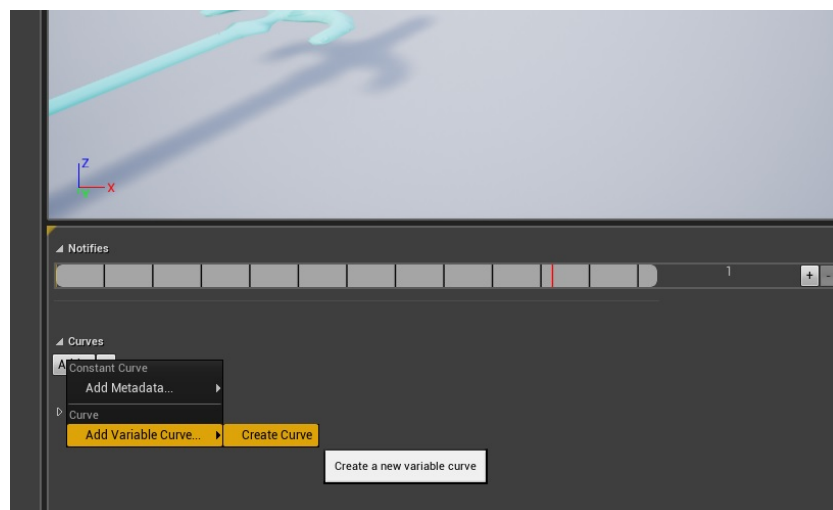 Z
X
Notifies
1
+
-
Curves
Constant Curve
Add Metadata...
Curve
Add Variable Curve...
Create Curve
Create a new variable curve